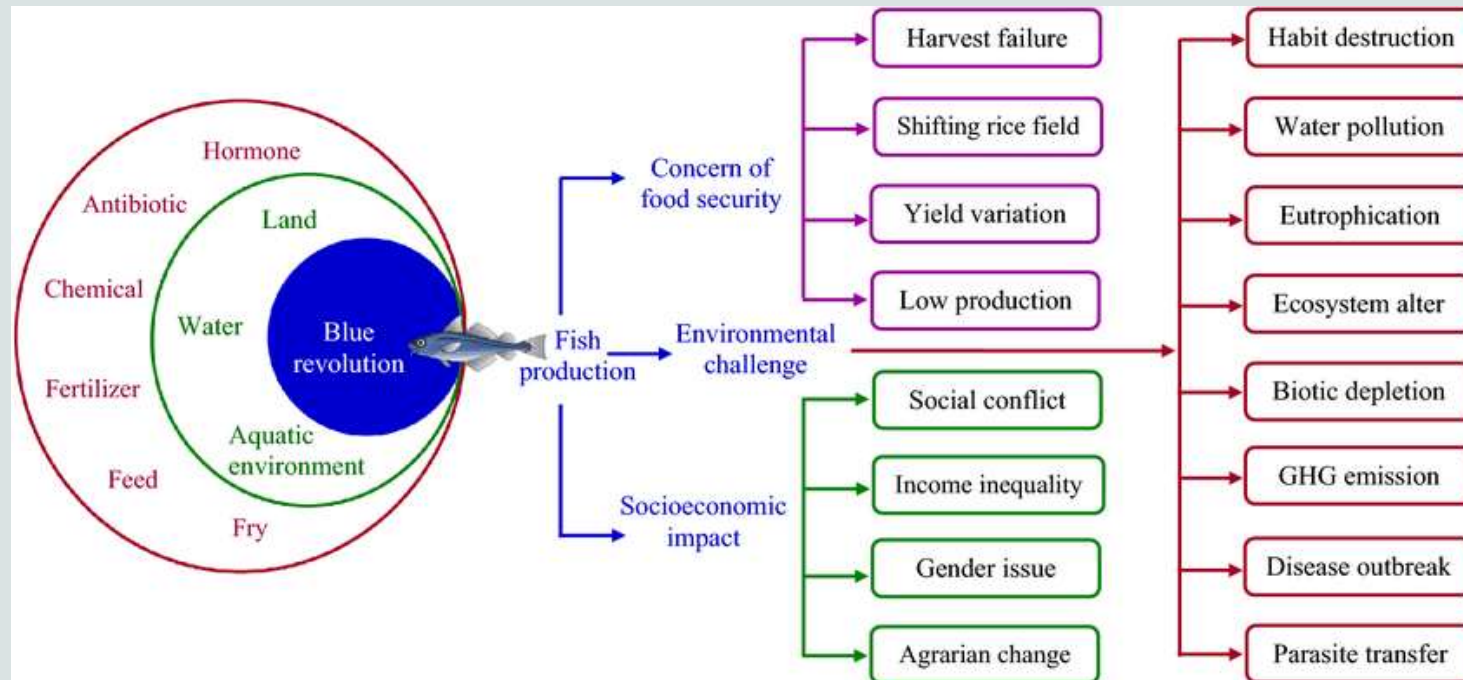 Hormone
Antibiotic
Chemical
Fertilizer
Feed
Fry
Land
Water
Aquatic
environment
Blue
revolution
Fish
production
Concern of
food security
Environmental
challenge
Socioeconomic
impact
Harvest failure
Shifting rice field
Yield variation
Low production
Social conflict
Income inequality
Gender issue
Agrarian change
Habit destruction
Water pollution
Eutrophication
Ecosystem alter
Biotic depletion
GHG emission
Disease outbreak
Parasite transfer